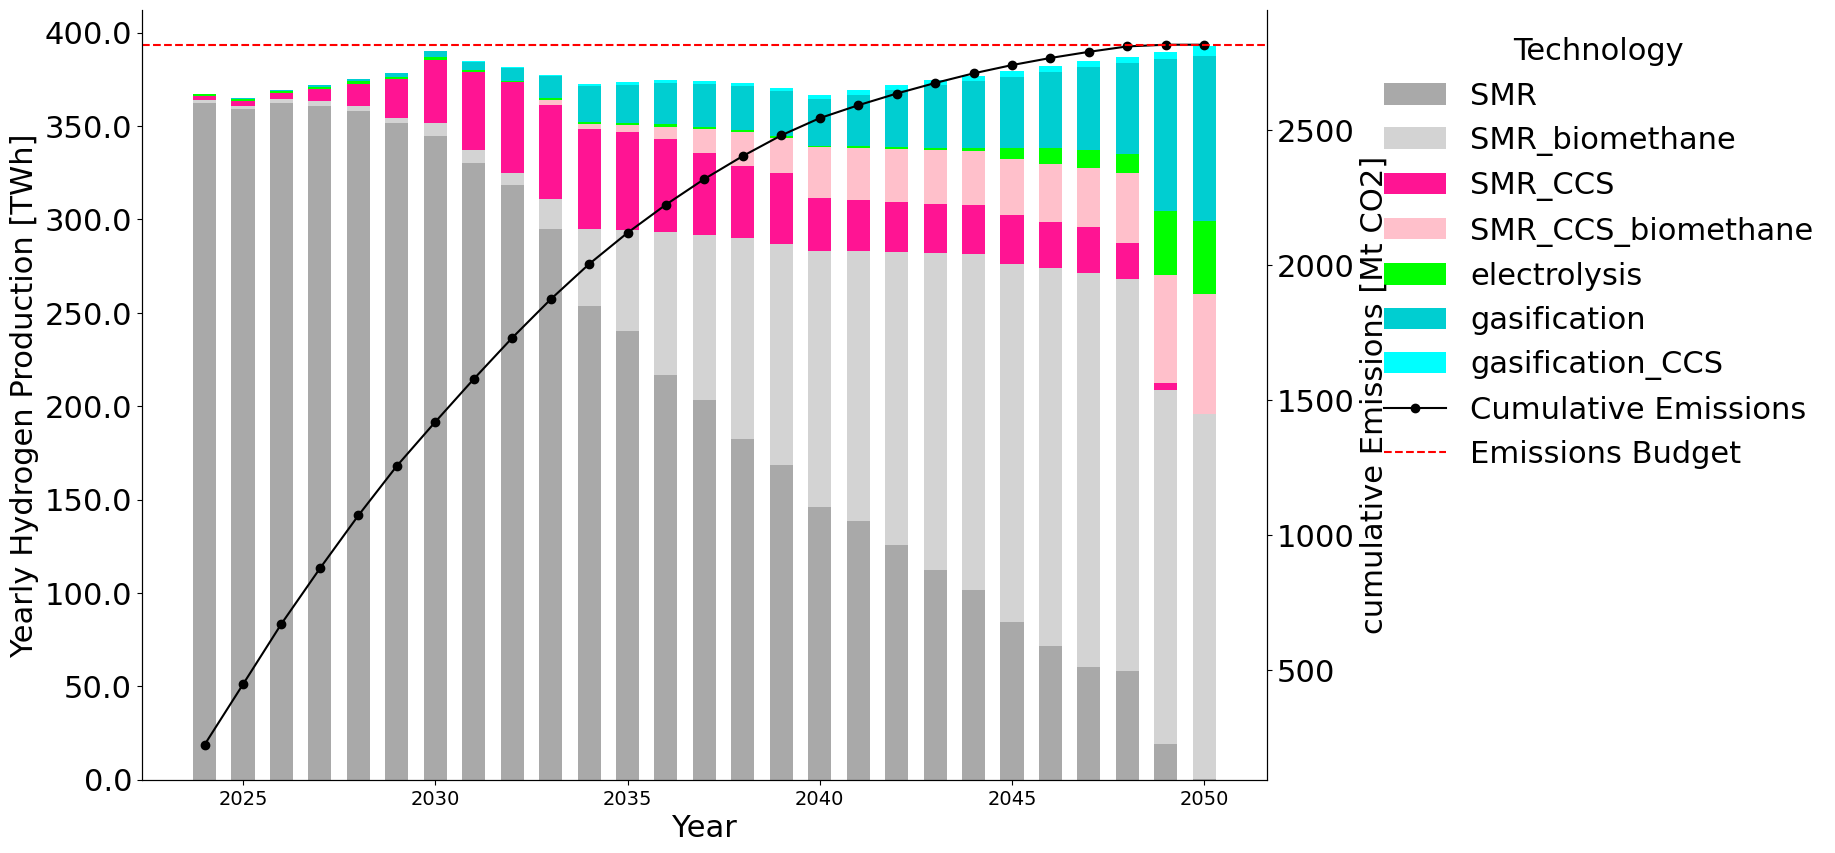 Yearly Hydrogen Production [TWh]
400.0
350.0
300.0
250.0
200.0
150.0
100.0
50.0
0.0
2025
2030
2035
2040
2045
2050
Year
2500
2000
1500
1000
500
cumulative Emissions [Mt CO2]
Technology
SMR
SMR_biomethane
SMR_CCS
SMR_CCS_biomethane
electrolysis
gasification
gasification_CCS
Cumulative Emissions
Emissions Budget